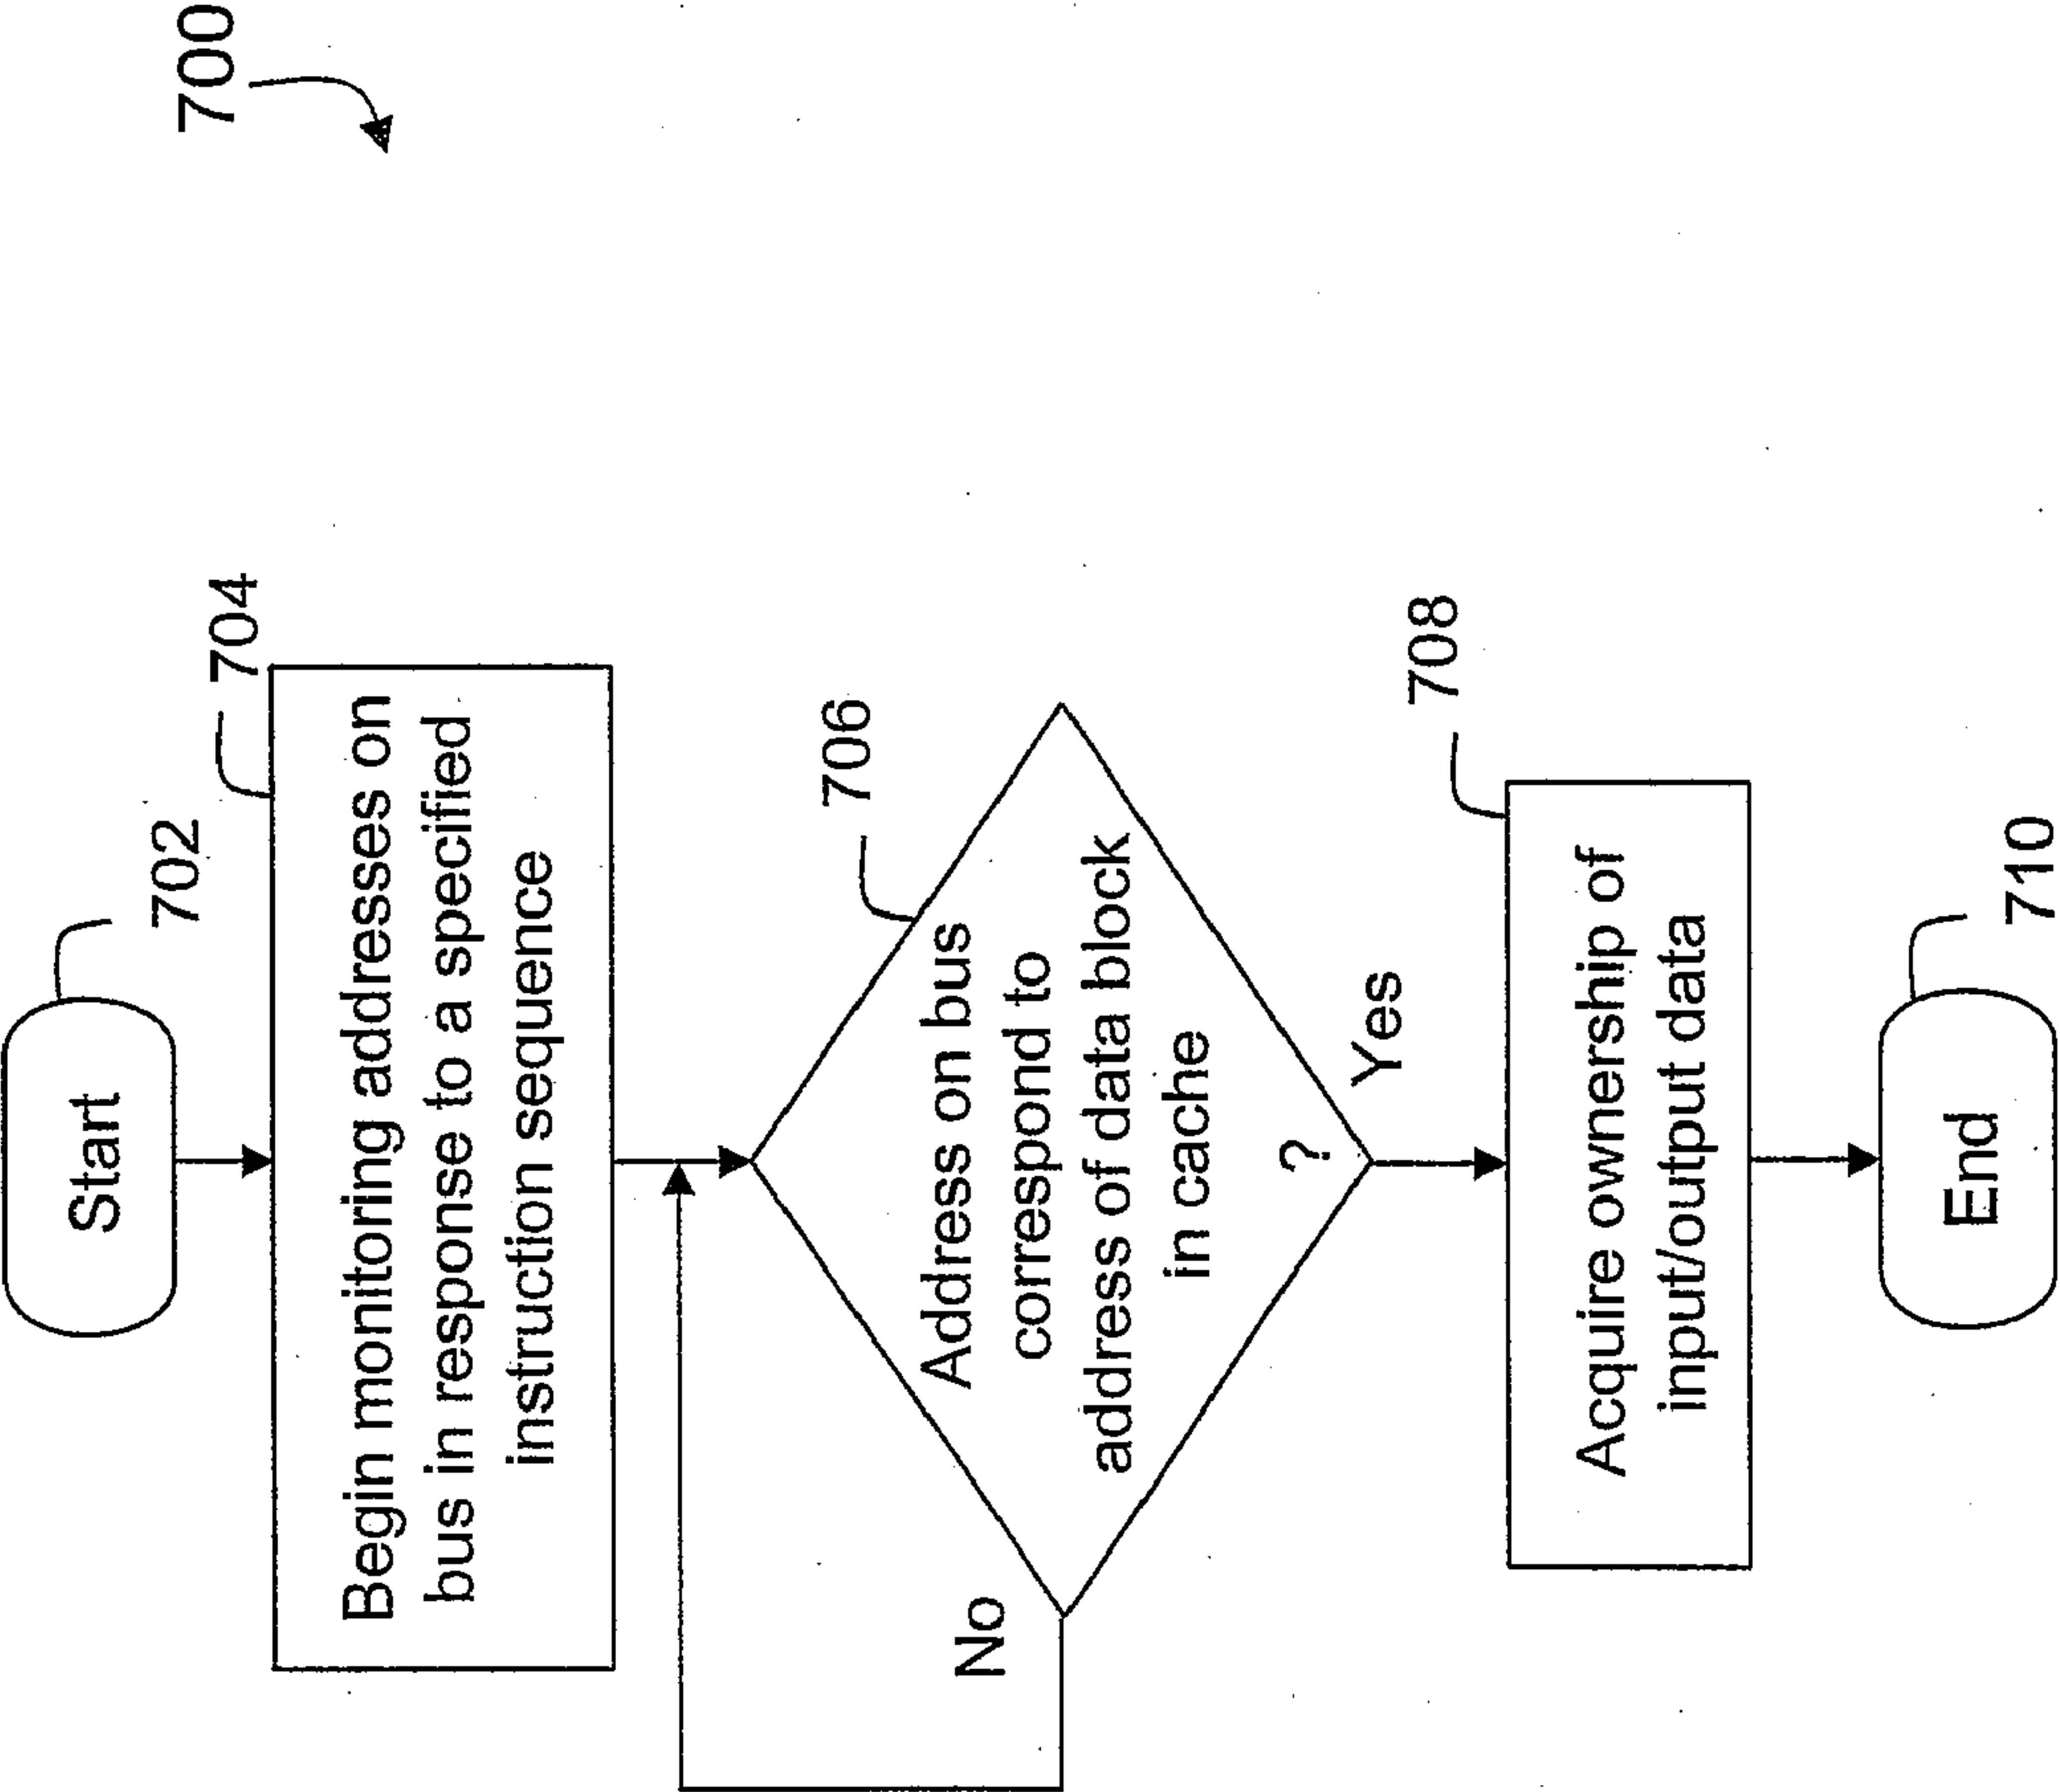 700
Start
702
704
Begin monitoring addresses on
bus in response to a specified
instruction sequence
706
Address on bus
correspond to
address of data block
in cache
?
No
Yes
708
Acquire ownership of
input/output data
End
710